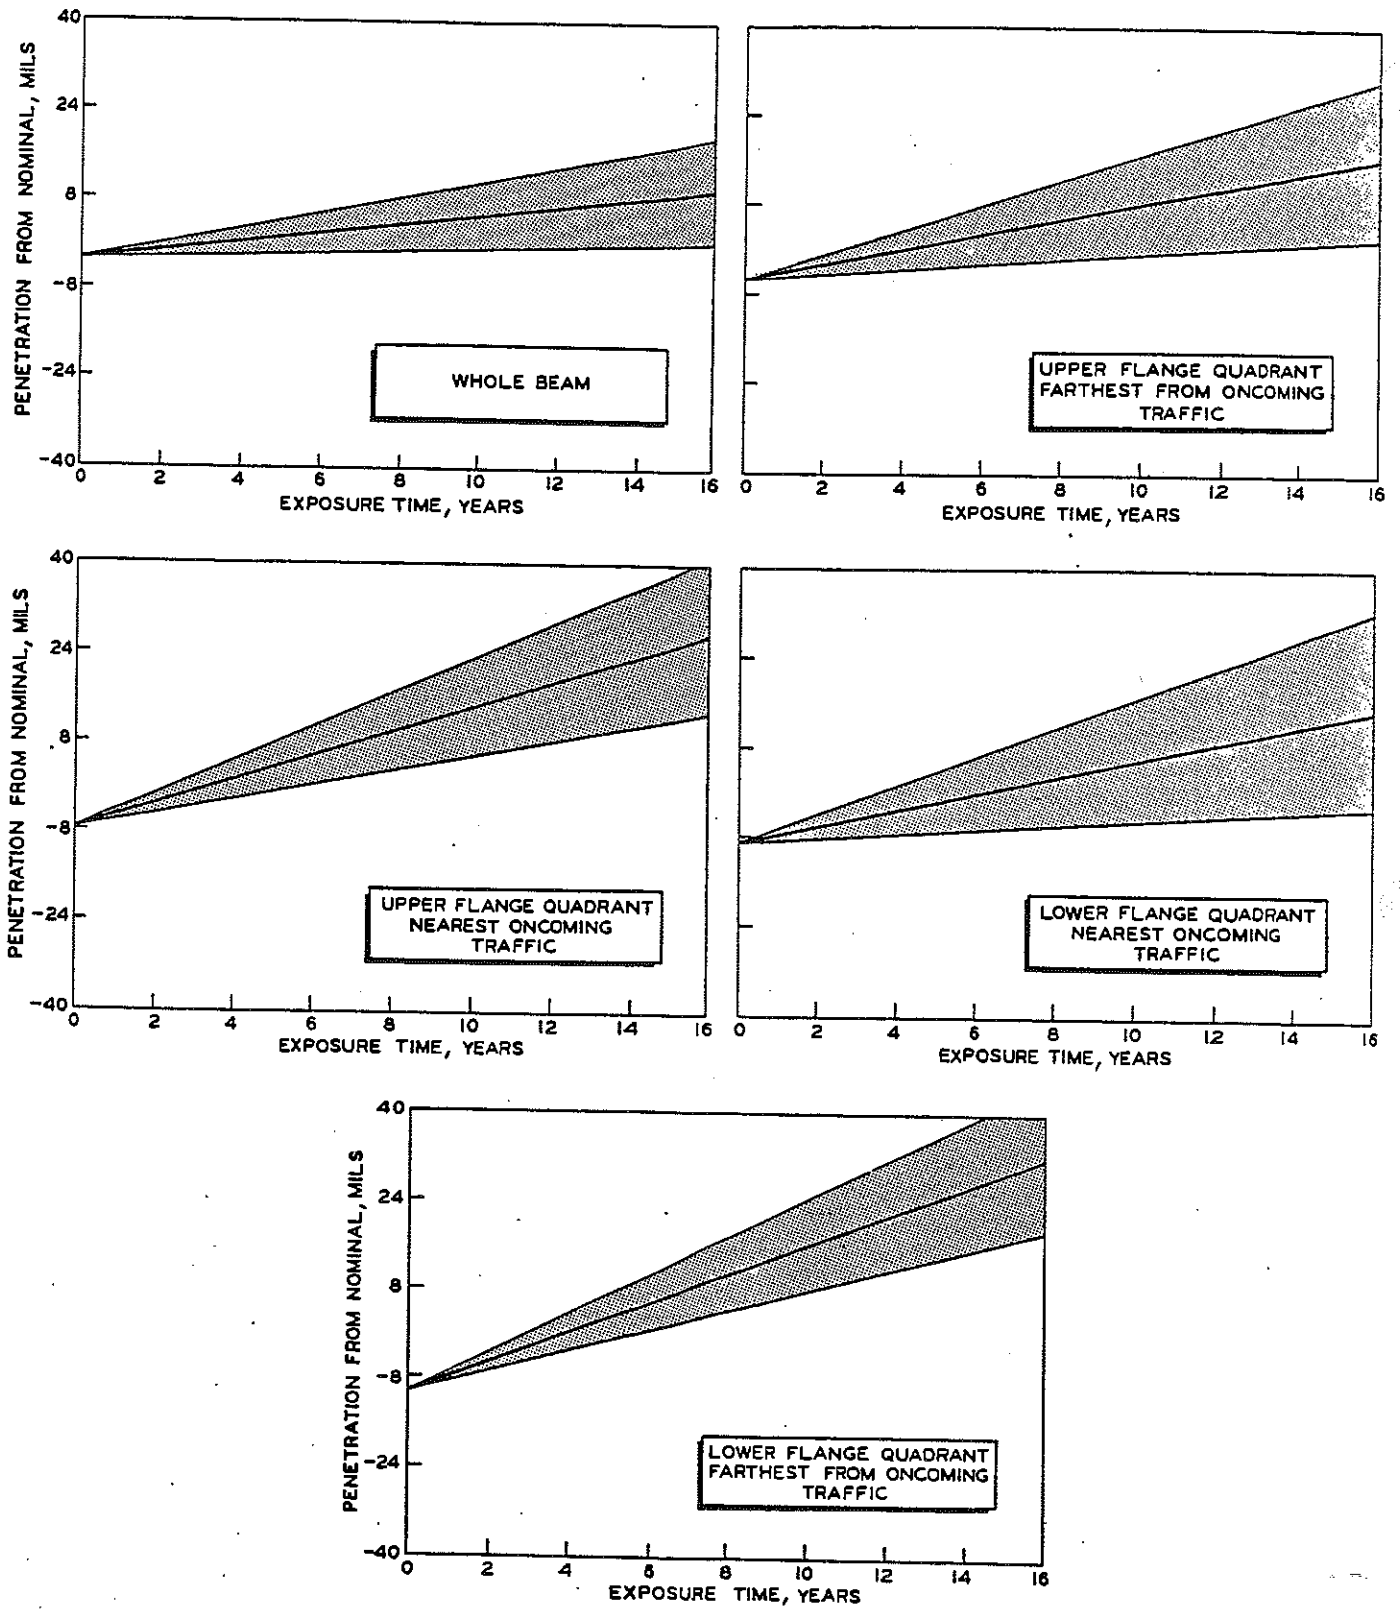 PENETRATION FROM NOMINAL, MILS
40
24
8
-8
-24
-40
WHOLE BEAM
0 2 4 6 8 10 12 14 16
EXPOSURE TIME, YEARS
UPPER FLANGE QUADRANT
FARTHEST FROM ONCOMING
TRAFFIC
0 2 4 6 8 10 12 14 16
EXPOSURE TIME, YEARS
PENETRATION FROM NOMINAL, MILS
40
24
8
-8
-24
-40
UPPER FLANGE QUADRANT
NEAREST ONCOMING
TRAFFIC
0 2 4 6 8 10 12 14 16
EXPOSURE TIME, YEARS
LOWER FLANGE QUADRANT
NEAREST ONCOMING
TRAFFIC
0 2 4 6 8 10 12 14 16
EXPOSURE TIME, YEARS
PENETRATION FROM NOMINAL, MILS
40
24
8
-8
-24
-40
LOWER FLANGE QUADRANT
FARTHEST FROM ONCOMING
TRAFFIC
0 2 4 6 8 10 12 14 16
EXPOSURE TIME, YEARS